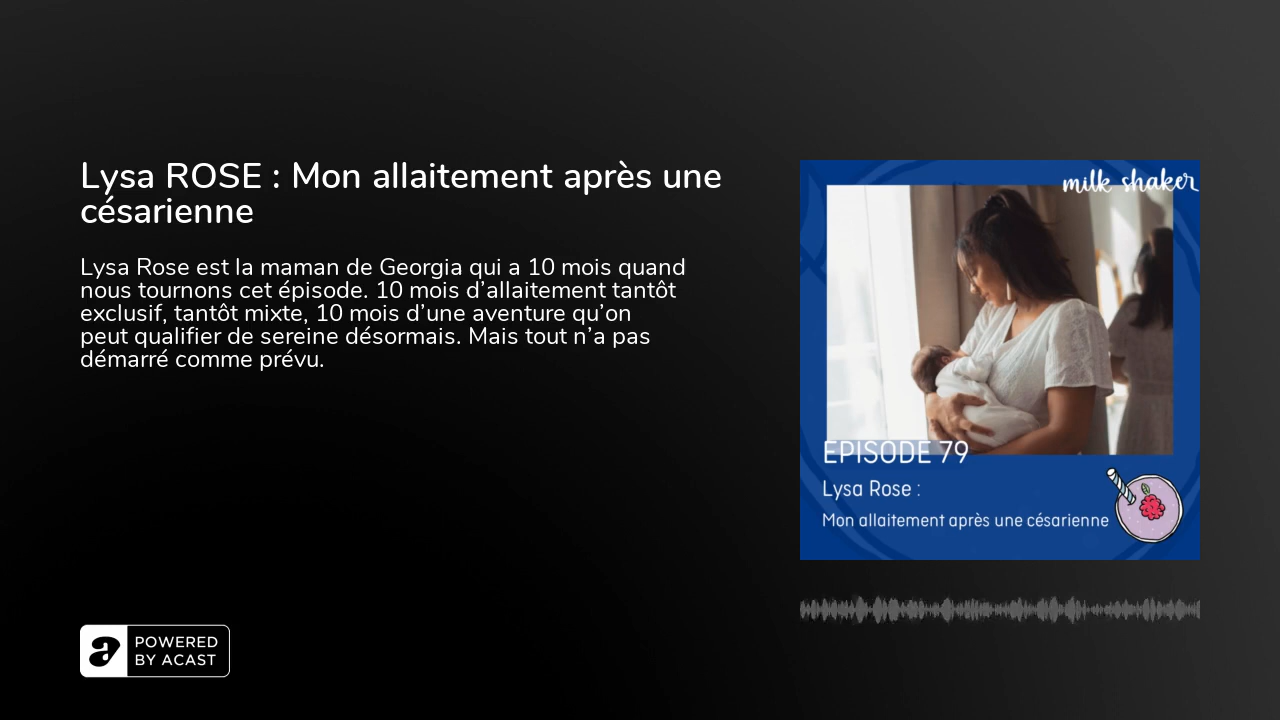 Lysa ROSE : Mon allaitement après une
césarienne
Lysa Rose est la maman de Georgia qui a 10 mois quand
nous tournons cet épisode. 10 mois d’allaitement tantôt
exclusif, tantôt mixte, 10 mois d’une aventure qu’on
peut qualifier de sereine désormais. Mais tout n’a pas
démarré comme prévu.
milk shaker
EPISODE 79
Lysa Rose :
Mon allaitement après une césarienne
a
POWERED
BY ACAST